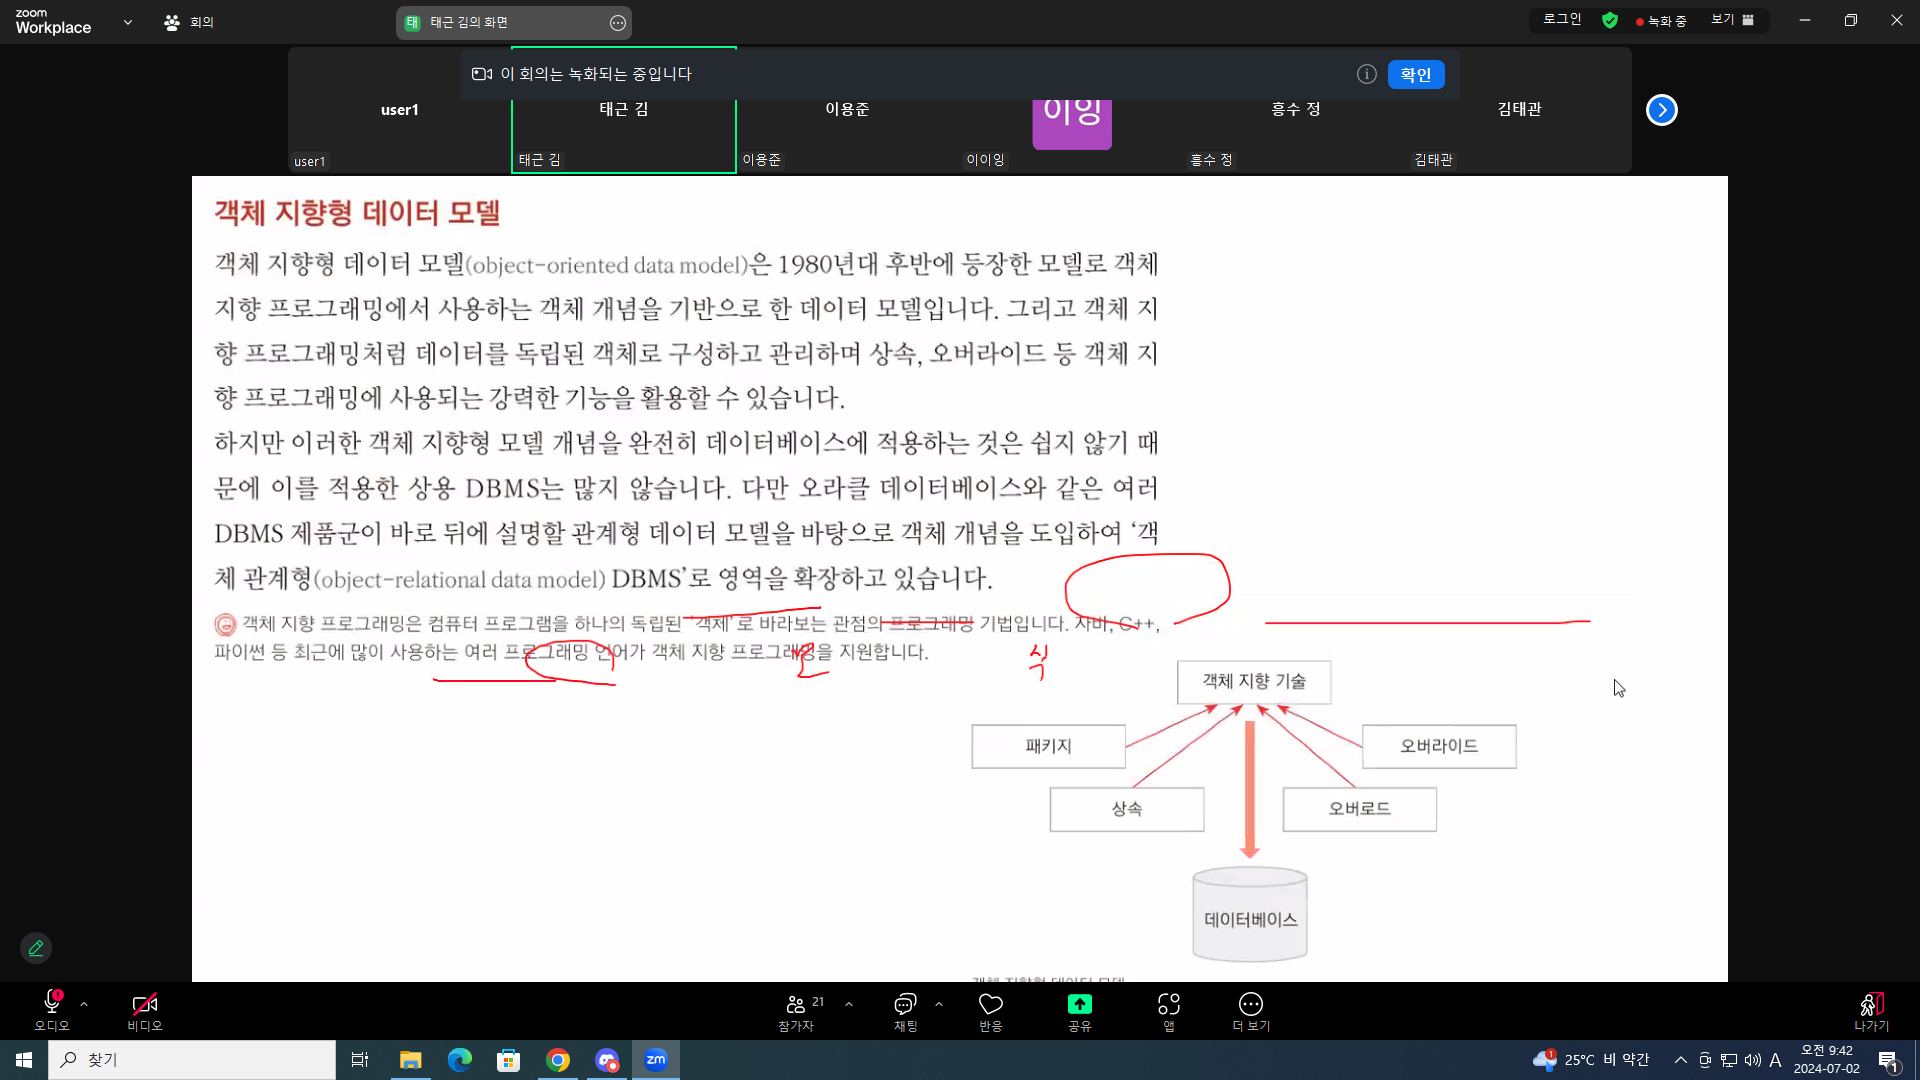 zoom
Workplace
회의
태 태근 김의 화면
로그인
녹화 중
보기
이 회의는 녹화되는 중입니다
확인
user1
태근 김
이용준
이잉
흥수 정
김태관
user1
태근 김
이용준
이이잉
흥수 정
김태관
객체 지향형 데이터 모델
객체 지향형 데이터 모델(object-oriented data model)은 1980년대 후반에 등장한 모델로 객체
지향 프로그래밍에서 사용하는 객체 개념을 기반으로 한 데이터 모델입니다. 그리고 객체 지
향 프로그래밍처럼 데이터를 독립된 객체로 구성하고 관리하며 상속, 오버라이드 등 객체 지
향 프로그래밍에 사용되는 강력한 기능을 활용할 수 있습니다.
하지만 이러한 객체 지향형 모델 개념을 완전히 데이터베이스에 적용하는 것은 쉽지 않기 때
문에 이를 적용한 상용 DBMS는 많지 않습니다. 다만 오라클 데이터베이스와 같은 여러
DBMS 제품군이 바로 뒤에 설명할 관계형 데이터 모델을 바탕으로 객체 개념을 도입하여 ‘객
체 관계형(object-relational data model) DBMS’로 영역을 확장하고 있습니다.
객체 지향 프로그래밍은 컴퓨터 프로그램을 하나의 독립된 ‘객체’로 바라보는 관점의 프로그래밍 기법입니다. 자바, C++,
파이썬 등 최근에 많이 사용하는 여러 프로그래밍 언어가 객체 지향 프로그래밍을 지원합니다.
식
객체 지향 기술
패키지
오버라이드
상속
오버로드
데이터베이스
객체 지향형 데이터 모델
오디오
비디오
21
참가자
채팅
반응
공유
앱
더 보기
나가기
찾기
zm
1
25°C 비 약간
A
오전 9:42
2024-07-02
1